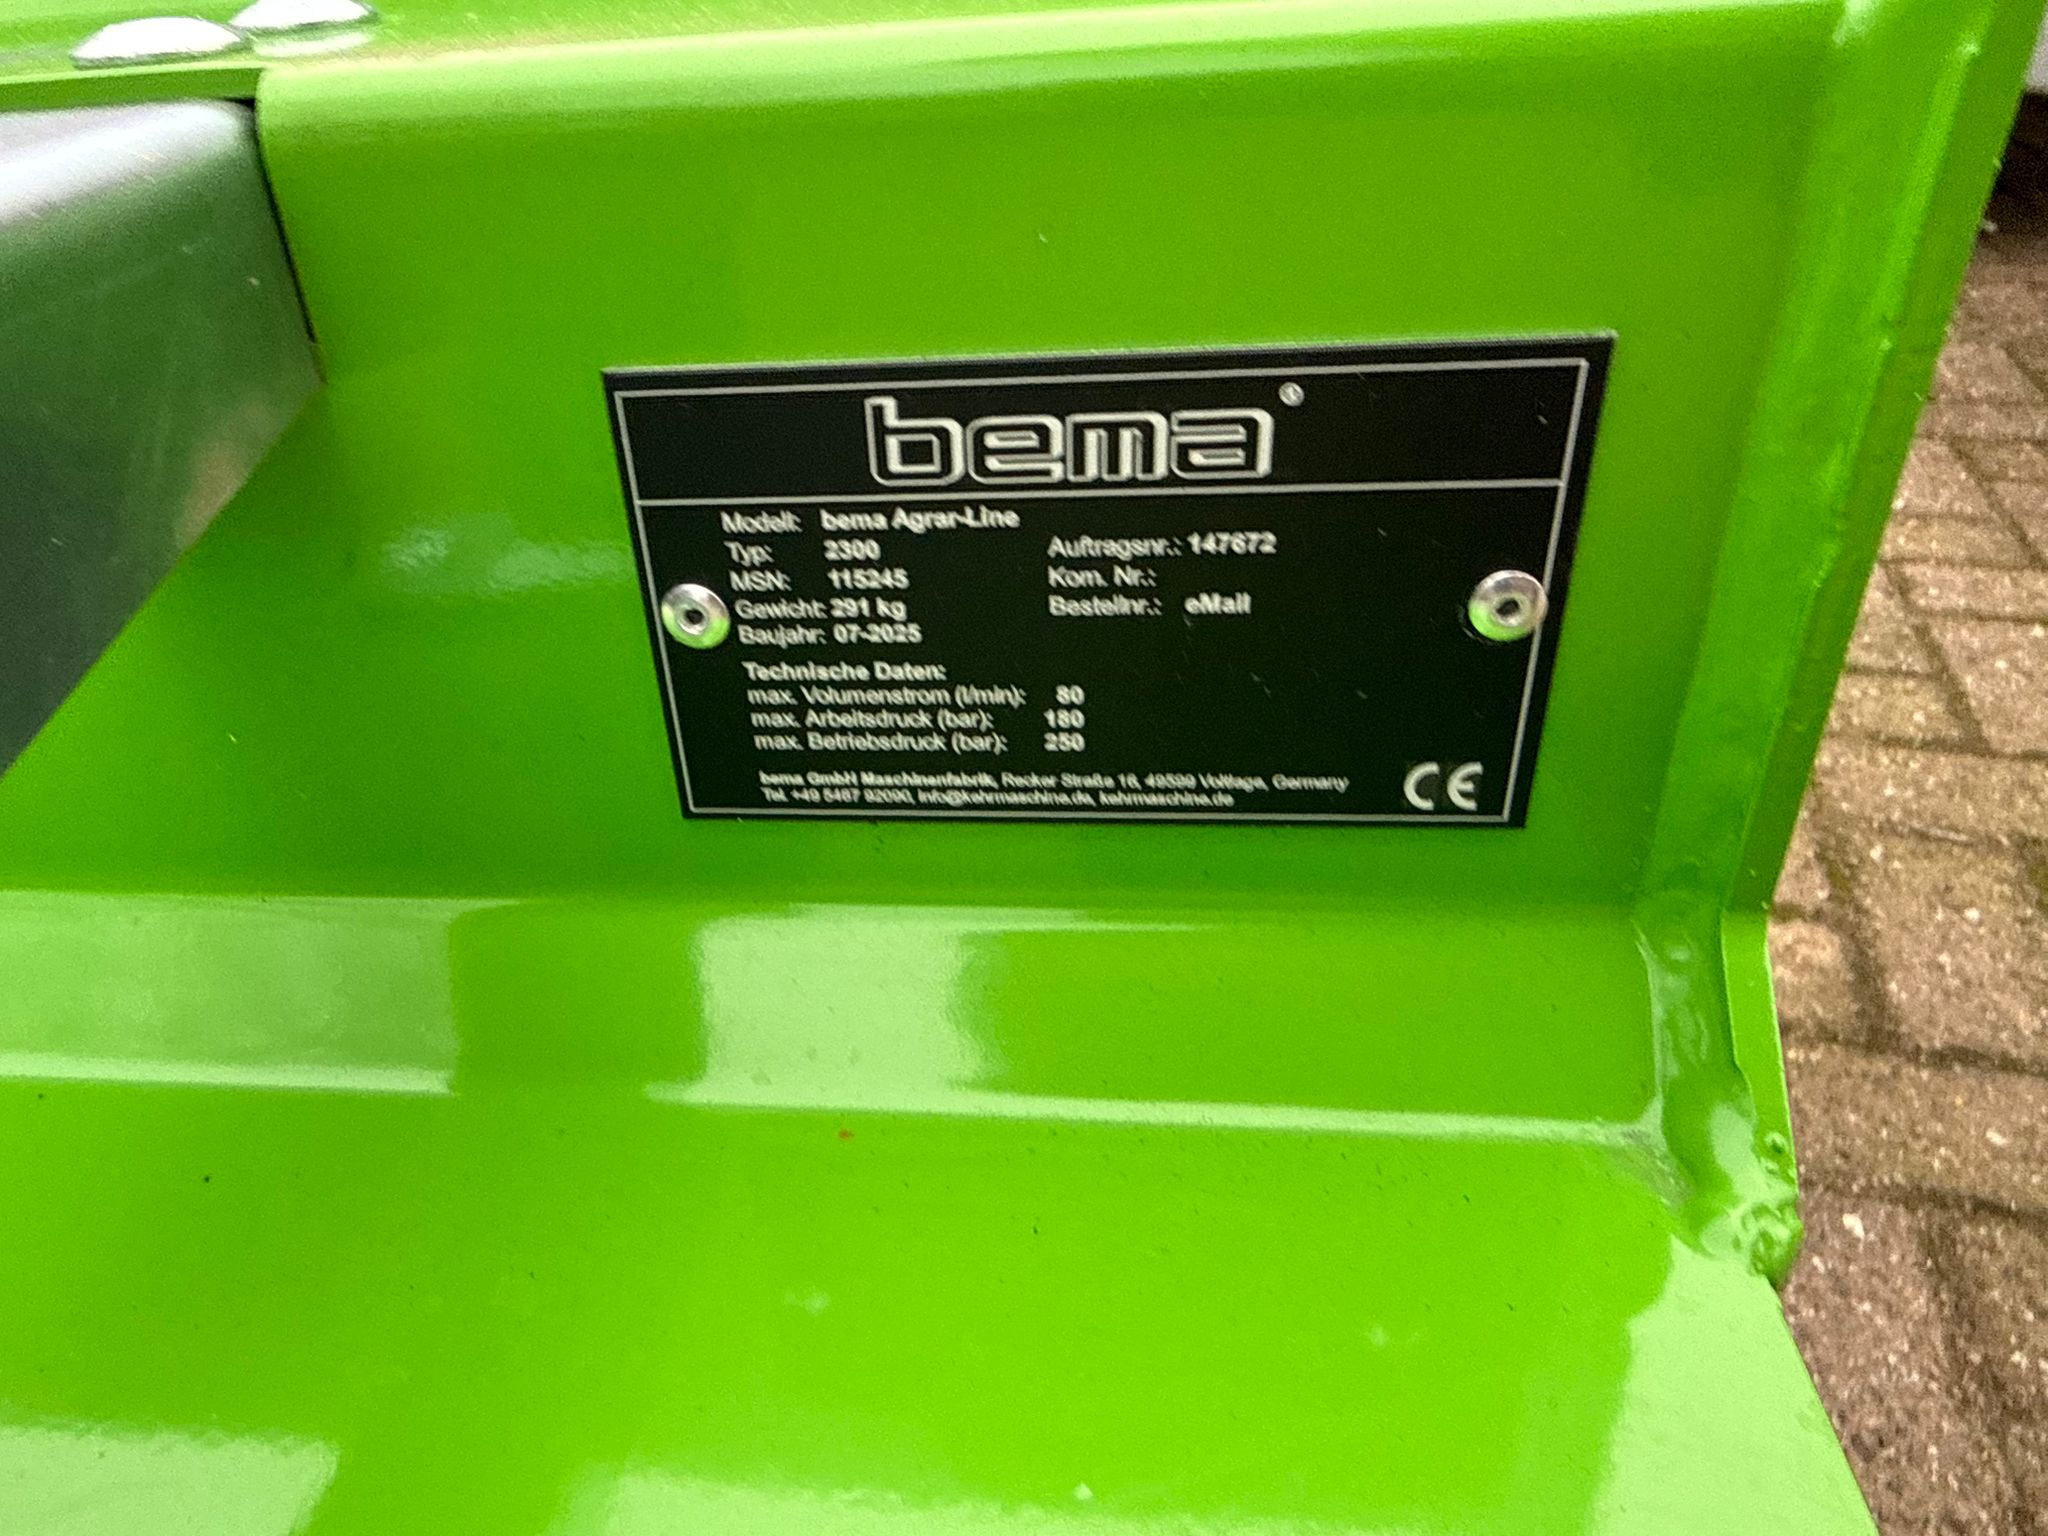 bema®
Modell: bema Agrar-Line
Typ: 2300
MSN: 115245
Gewicht: 291 kg
Baujahr: 07-2025
Auftragsnr.: 147672
Kom. Nr.:
Bestellnr.: eMail
Technische Daten:
max. Volumenstrom (l/min): 80
max. Arbeitsdruck (bar): 180
max. Betriebsdruck (bar): 250
bema GmbH Maschinenfabrik, Recker Straße 16, 49599 Voltlage, Germany
Tel. +49 5467 92090, info@kehrmaschine.de, kehrmaschine.de
CE